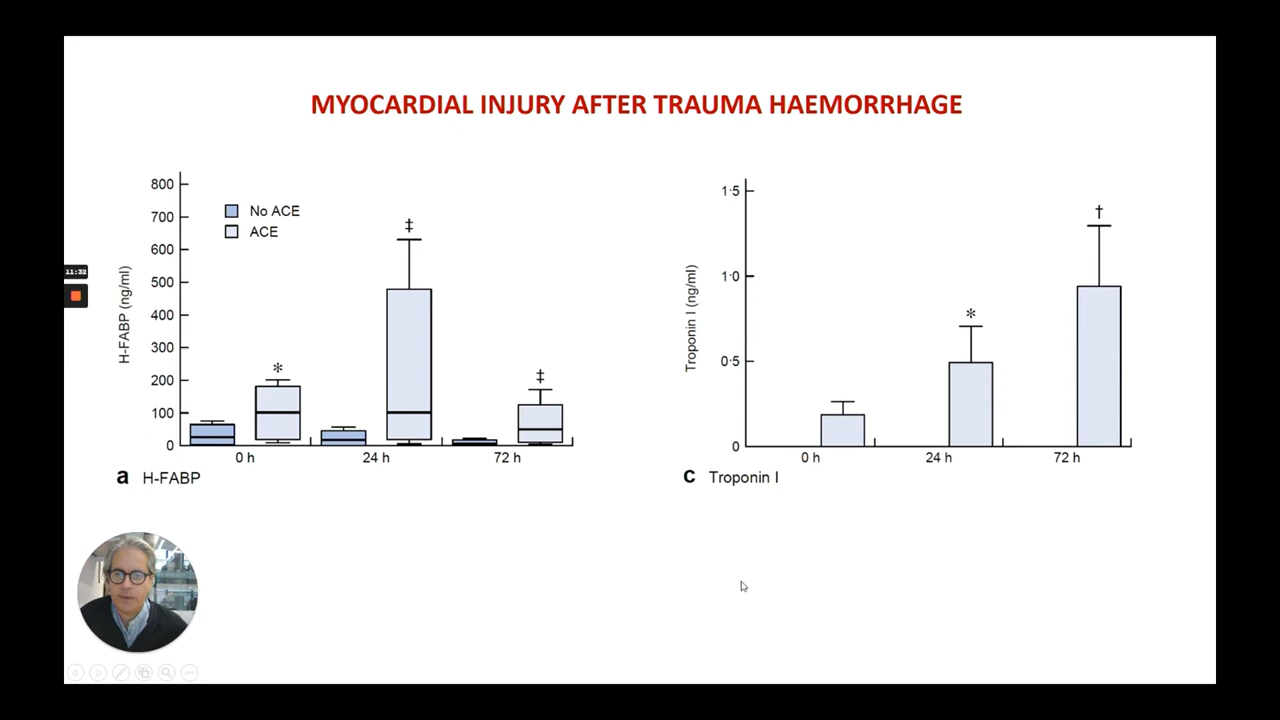 MYOCARDIAL INJURY AFTER TRAUMA HAEMORRHAGE
800
700
600
500
400
300
200
100
0
H-FABP (ng/ml)
No ACE
ACE
*
‡
‡
0 h
24 h
72 h
a H-FABP
1·5
1·0
0·5
0
Troponin I (ng/ml)
*
†
0 h
24 h
72 h
c Troponin I
11:32